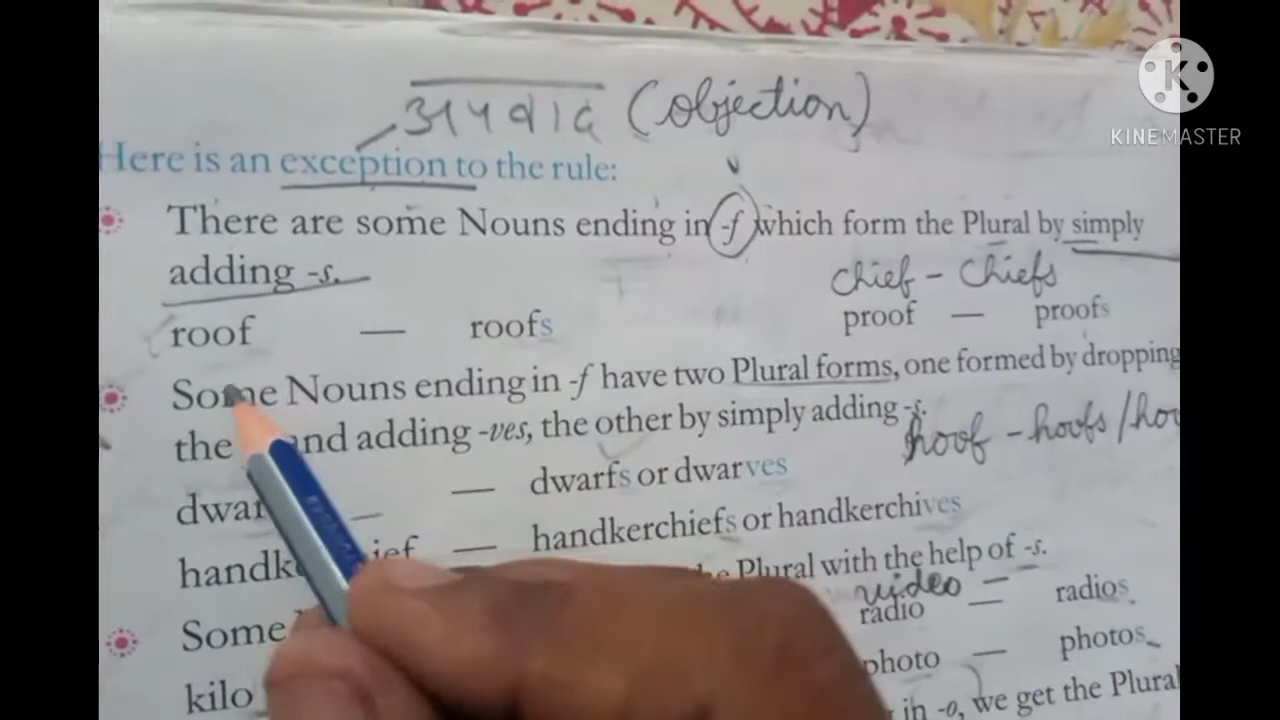 अपवाद (objection)
KINEMASTER
Here is an exception to the rule:
There are some Nouns ending in -f which form the Plural by simply
adding -s.
chief - chiefs
roof — roofs proof — proofs
Some Nouns ending in -f have two Plural forms, one formed by dropping
the and adding -ves, the other by simply adding -s.
hoof - hoofs /
— dwarfs or dwarves
— handkerchiefs or handkerchives
Some Plural with the help of -s.
video -
radio — radios
kilo photo — photos
in -o, we get the Plural